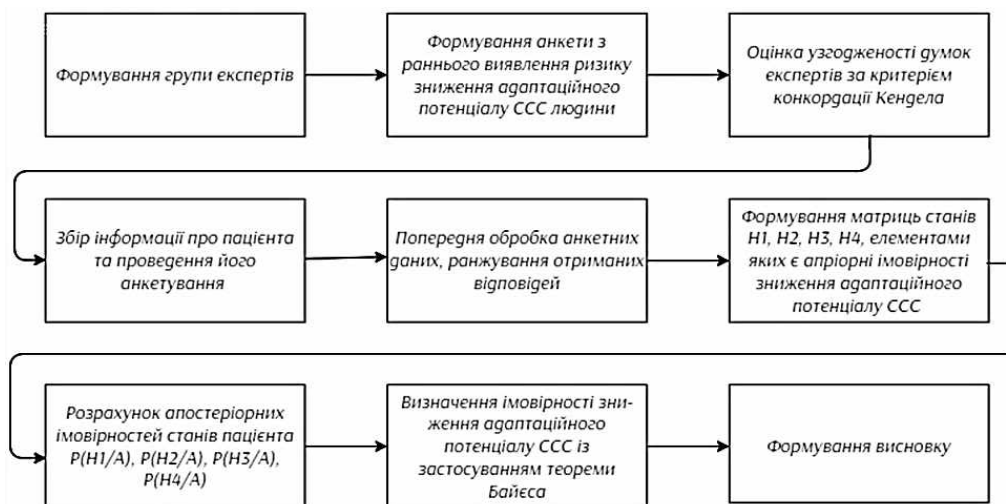 Формування групи експертів
Формування анкети з
раннього виявлення ризику
зниження адаптаційного
потенціалу ССС людини
Оцінка узгодженості думок
експертів за критерієм
конкордації Кендела
Збір інформації про пацієнта
та проведення його
анкетування
Попередня обробка анкетних
даних, ранжування отриманих
відповідей
Формування матриць станів
H1, H2, H3, H4, елементами
яких є апріорні імовірності
зниження адаптаційного
потенціалу ССС
Розрахунок апостеріорних
імовірностей станів пацієнта
P(H1/A), P(H2/A), P(H3/A),
P(H4/A)
Визначення імовірності зни-
ження адаптаційного
потенціалу ССС із
застосуванням теореми
Байєса
Формування висновку